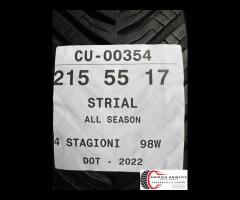 CU-00354
215 55 17
STRIAL
ALL SEASON
4 STAGIONI 98W
DOT - 2022